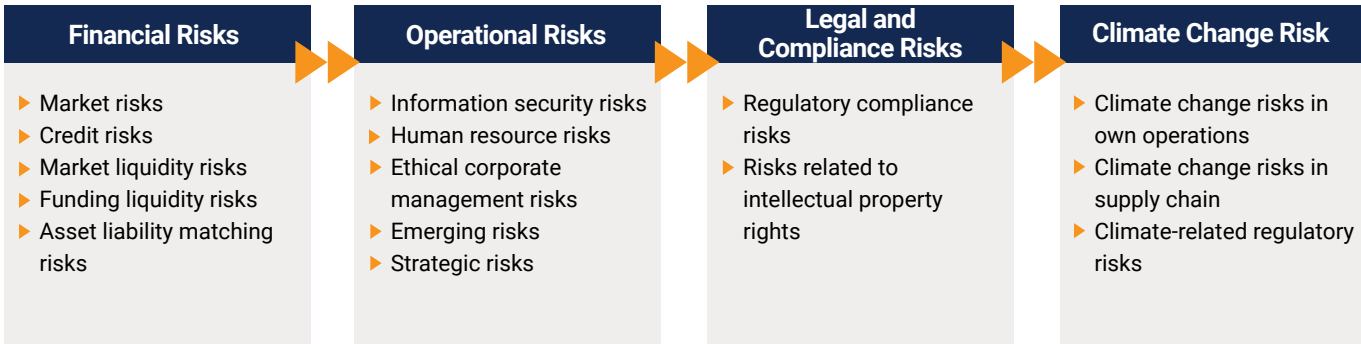 Financial Risks
Market risks
Credit risks
Market liquidity risks
Funding liquidity risks
Asset liability matching
risks
Operational Risks
Information security risks
Human resource risks
Ethical corporate
management risks
Emerging risks
Strategic risks
Legal and
Compliance Risks
Regulatory compliance
risks
Risks related to
intellectual property
rights
Climate Change Risk
Climate change risks in
own operations
Climate change risks in
supply chain
Climate-related regulatory
risks